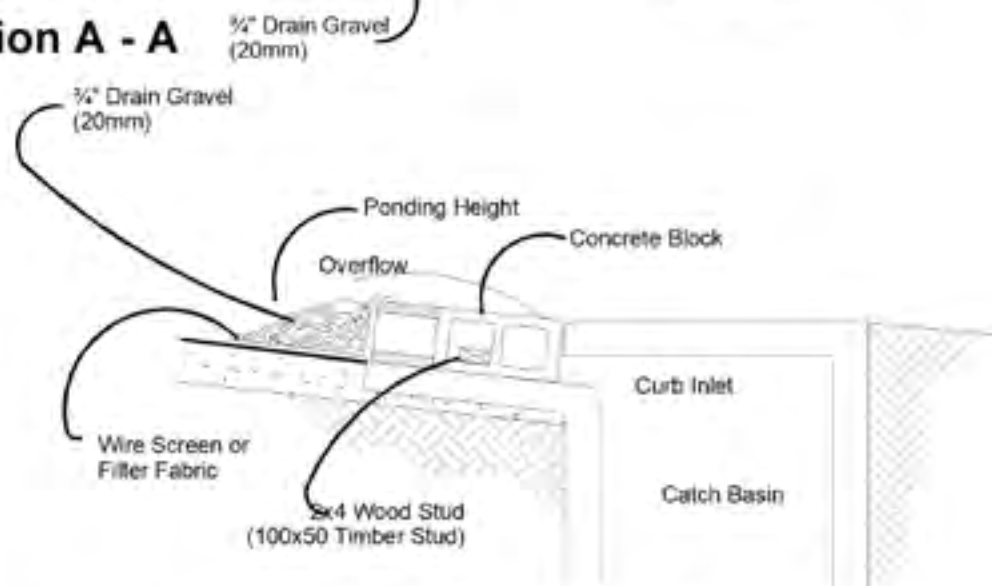 ion A - A
¾" Drain Gravel
(20mm)
¾" Drain Gravel
(20mm)
Ponding Height
Concrete Block
Overflow
Curb Inlet
Wire Screen or
Filter Fabric
Catch Basin
2x4 Wood Stud
(100x50 Timber Stud)